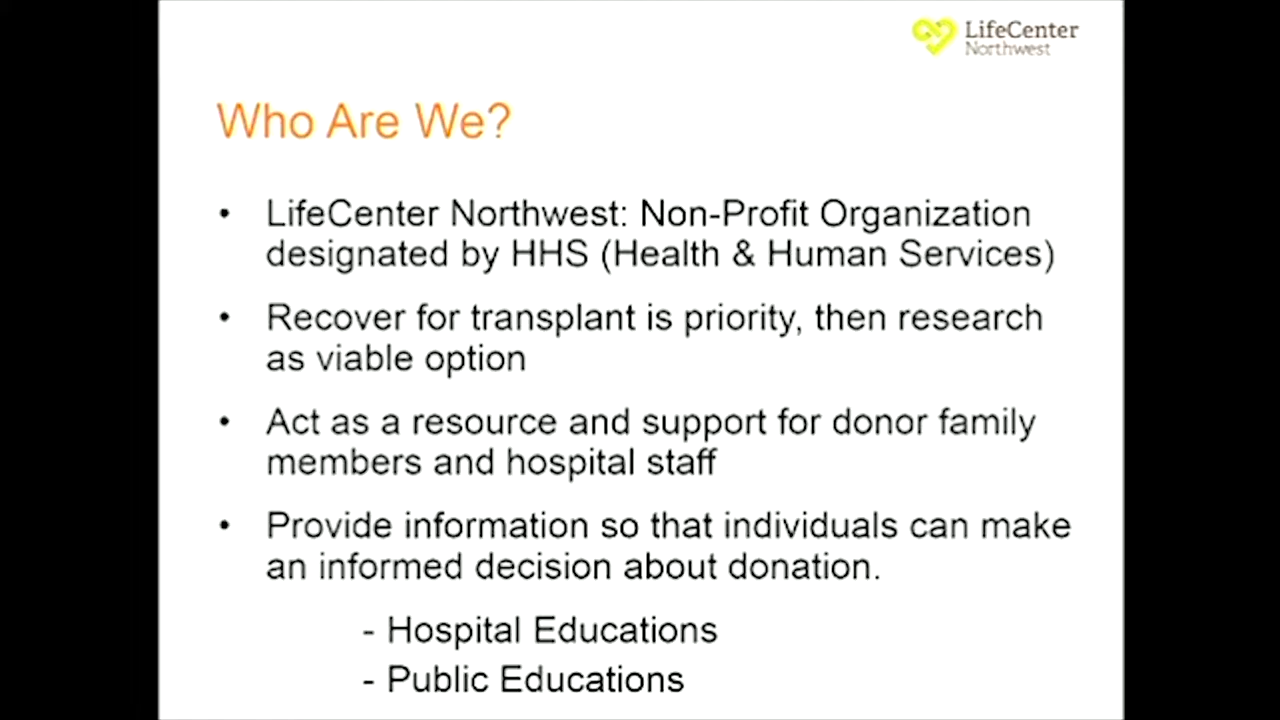 LifeCenter
Northwest
Who Are We?
• LifeCenter Northwest: Non-Profit Organization
designated by HHS (Health & Human Services)
• Recover for transplant is priority, then research
as viable option
• Act as a resource and support for donor family
members and hospital staff
• Provide information so that individuals can make
an informed decision about donation.
- Hospital Educations
- Public Educations